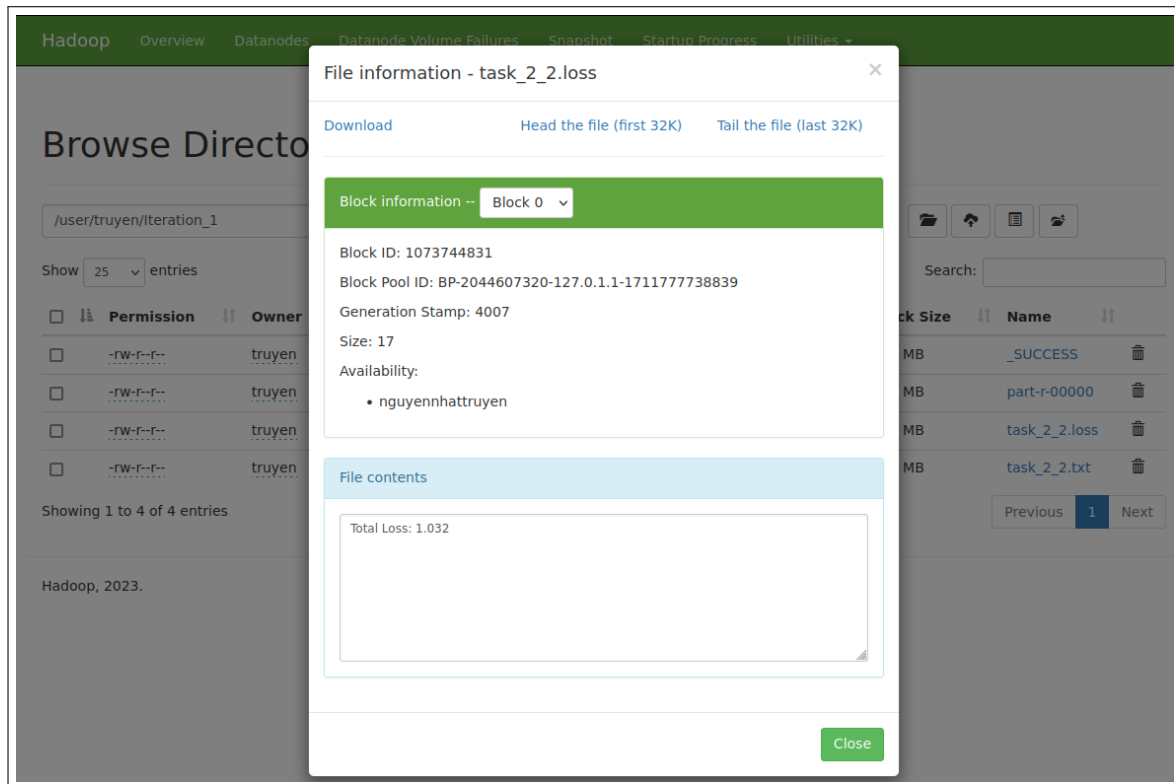 Hadoop Overview Datanodes Datanode Volume Failures Snapshot Startup Progress Utilities
File information - task_2_2.loss ×
Download Head the file (first 32K) Tail the file (last 32K)
Browse Directo
Block information -- Block 0
/user/truyen/Iteration_1
Block ID: 1073744831
Show 25 entries Search:
Block Pool ID: BP-2044607320-127.0.1.1-1711777738839
Generation Stamp: 4007
Permission Owner ck Size Name
Size: 17
-rw-r--r-- truyen MB _SUCCESS
Availability:
-rw-r--r-- truyen MB part-r-00000
• nguyennhattruyen
-rw-r--r-- truyen MB task_2_2.loss
-rw-r--r-- truyen MB task_2_2.txt
File contents
Showing 1 to 4 of 4 entries Previous 1 Next
Total Loss: 1.032
Hadoop, 2023.
Close